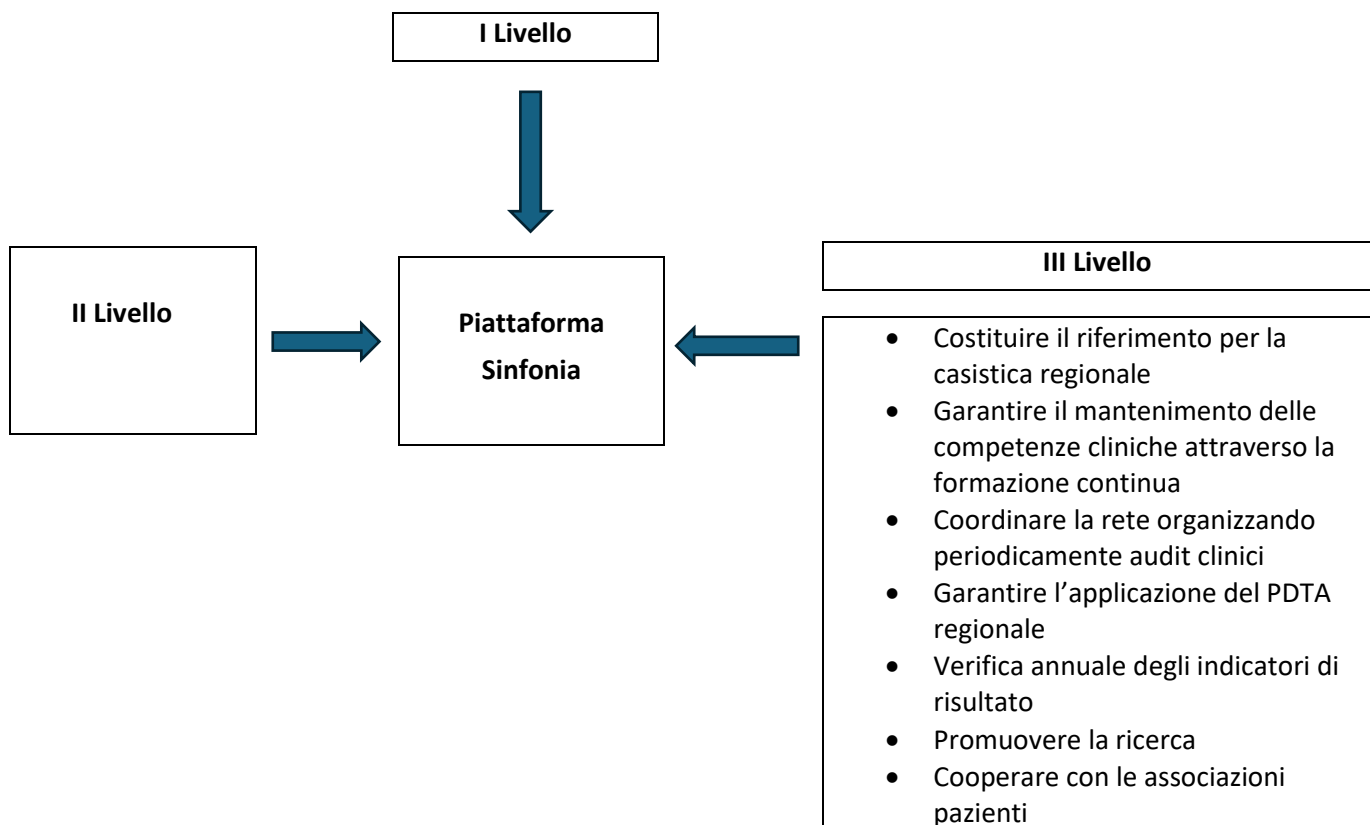 I Livello
II Livello
Piattaforma
Sinfonia
III Livello
• Costituire il riferimento per la
casistica regionale
• Garantire il mantenimento delle
competenze cliniche attraverso la
formazione continua
• Coordinare la rete organizzando
periodicamente audit clinici
• Garantire l’applicazione del PDTA
regionale
• Verifica annuale degli indicatori di
risultato
• Promuovere la ricerca
• Cooperare con le associazioni
pazienti